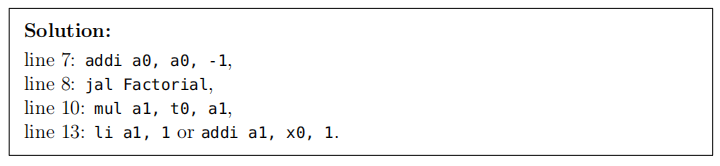 Solution:
line 7: addi a0, a0, -1,
line 8: jal Factorial,
line 10: mul a1, t0, a1,
line 13: li a1, 1 or addi a1, x0, 1.